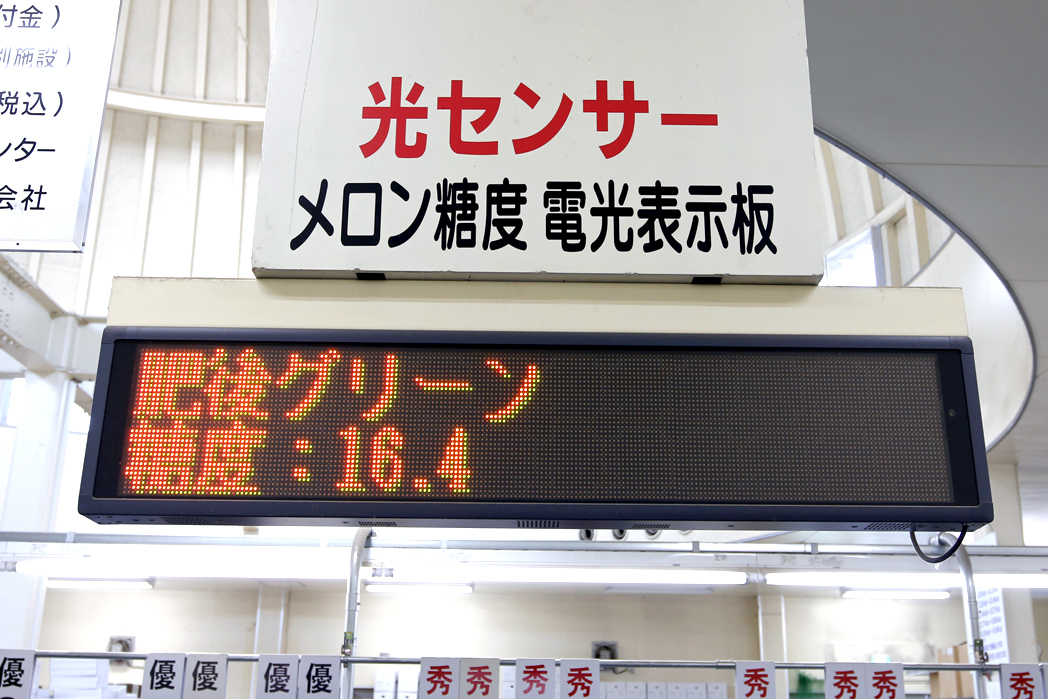 付金）
別施設）
税込）
ンター
会社
光センサー
メロン糖度 電光表示板
肥後グリーン
糖度：16.4
優 優 優 優 優 秀 秀 秀 秀 秀 秀 秀 秀